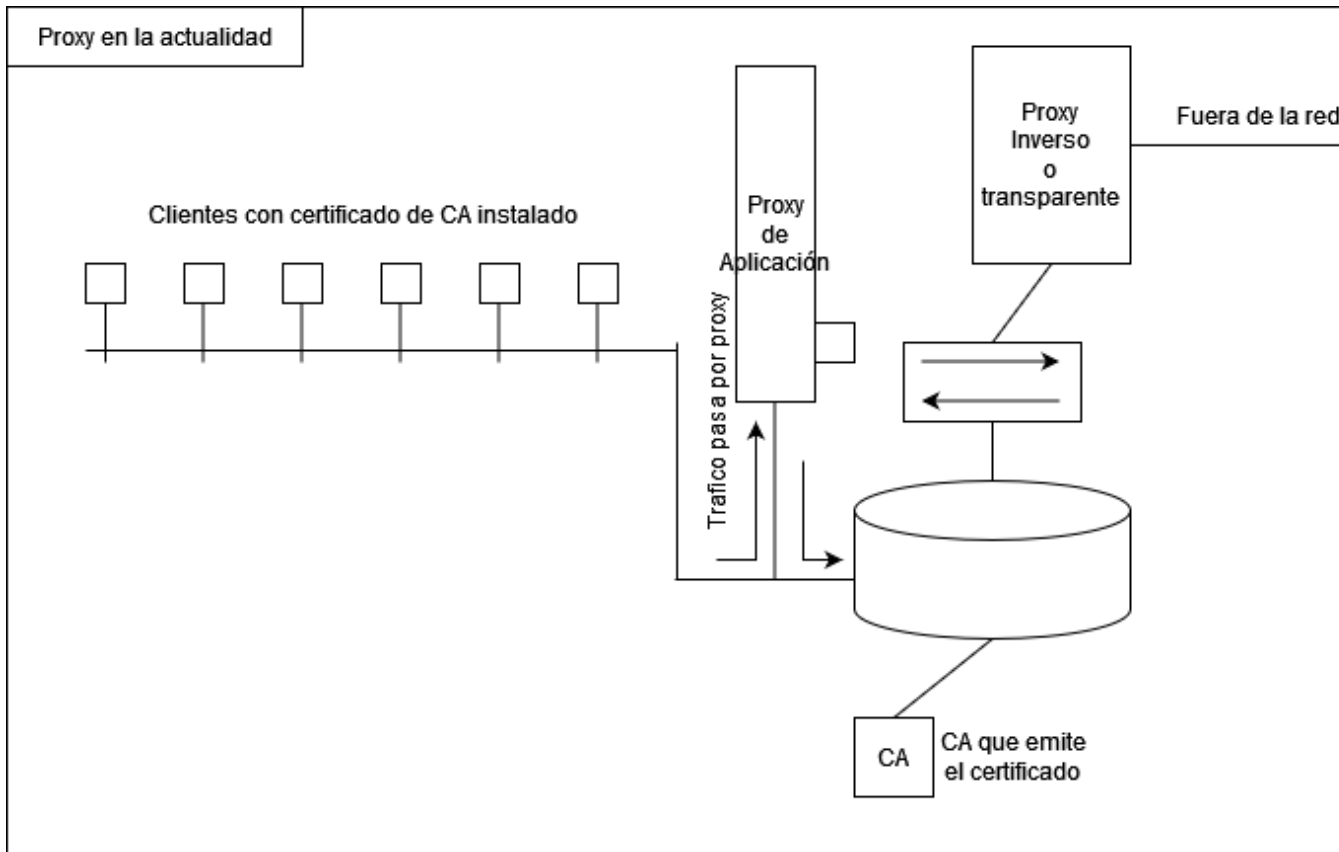 Proxy en la actualidad
Proxy
Inverso
o
transparente
Fuera de la red
Clientes con certificado de CA instalado
Proxy
de
Aplicación
Trafico pasa por proxy
CA
CA que emite
el certificado